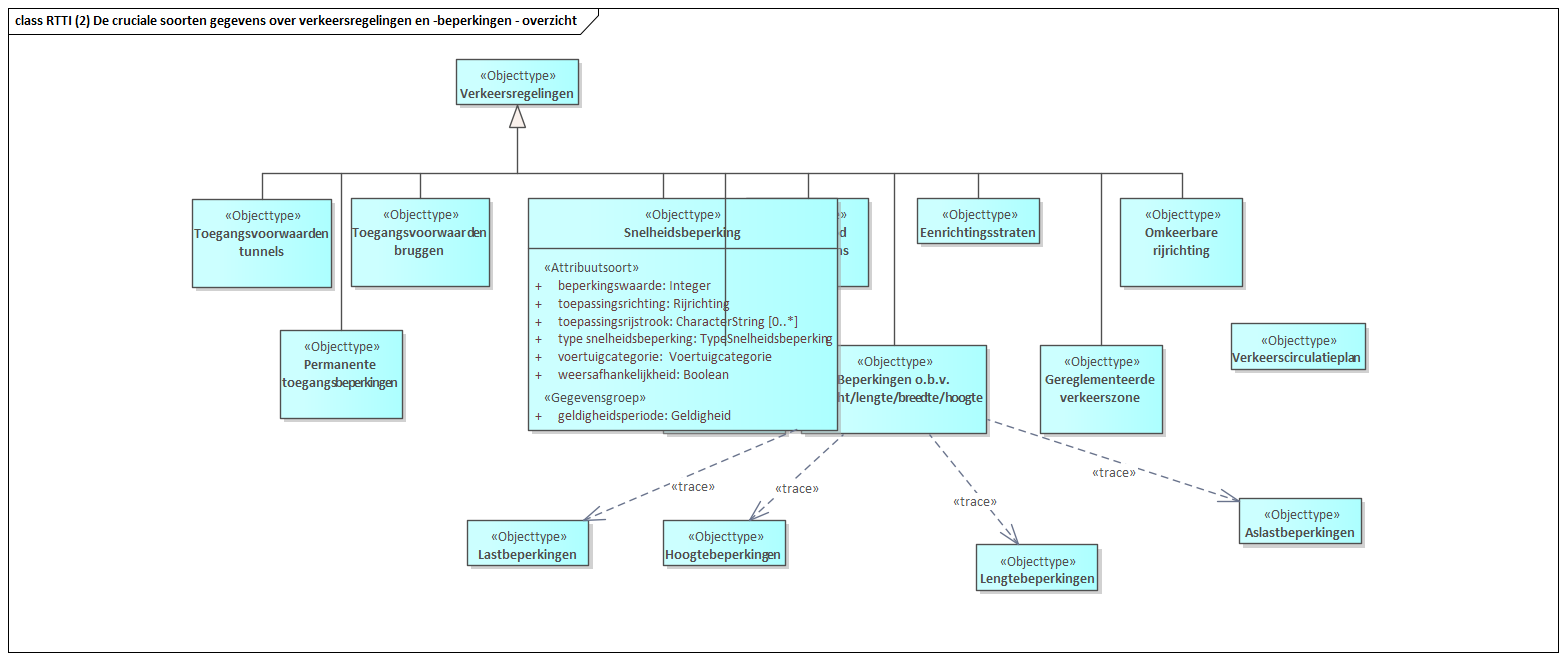 class RTTI (2) De cruciale soorten gegevens over verkeersregelingen en -beperkingen - overzicht
«Objecttype»
Verkeersregelingen
«Objecttype»
Toegangsvoorwaarden
tunnels
«Objecttype»
Toegangsvoorwaarden
bruggen
«Objecttype»
Snelheidsbeperking
«Attribuutsoort»
+ beperkingswaarde: Integer
+ toepassingsrichting: Rijrichting
+ toepassingsrijstrook: CharacterString [0..*]
+ type snelheidsbeperking: TypeSnelheidsbeperking
+ voertuigcategorie: Voertuigcategorie
+ weersafhankelijkheid: Boolean
«Gegevensgroep»
+ geldigheidsperiode: Geldigheid
«Objecttype»
Eenrichtingsstraten
«Objecttype»
Omkeerbare
rijrichting
«Objecttype»
Permanente
toegangsbeperkingen
«Objecttype»
Beperkingen o.b.v.
ht/lengte/breedte/hoogte
«Objecttype»
Gereglementeerde
verkeerszone
«Objecttype»
Verkeerscirculatieplan
«trace»
«trace»
«trace»
«trace»
«Objecttype»
Lastbeperkingen
«Objecttype»
Hoogtebeperkingen
«Objecttype»
Lengtebeperkingen
«Objecttype»
Aslastbeperkingen